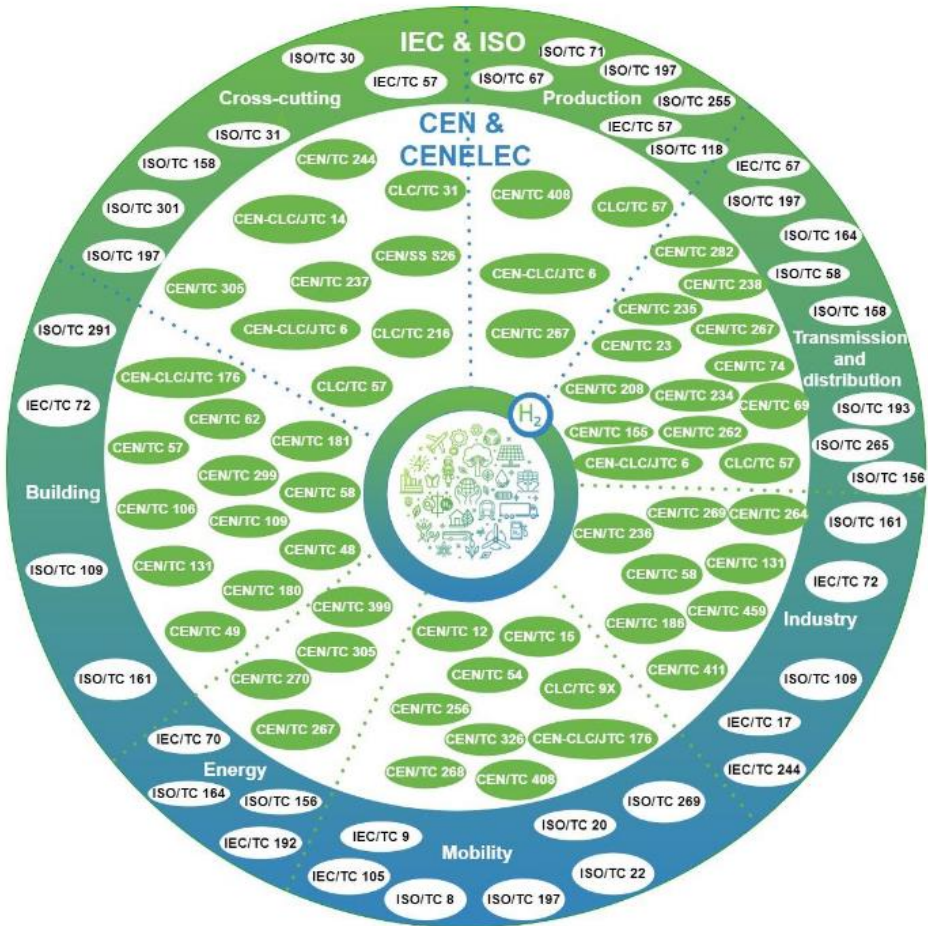 IEC & ISO
Cross-cutting
ISO/TC 30
IEC/TC 57
ISO/TC 31
ISO/TC 158
ISO/TC 301
ISO/TC 197
Production
ISO/TC 71
ISO/TC 67
ISO/TC 197
ISO/TC 255
IEC/TC 57
ISO/TC 118
IEC/TC 57
ISO/TC 197
ISO/TC 164
ISO/TC 58
ISO/TC 158
Transmission
and
distribution
ISO/TC 193
ISO/TC 265
ISO/TC 156
ISO/TC 161
IEC/TC 72
Industry
ISO/TC 109
IEC/TC 17
IEC/TC 244
ISO/TC 269
ISO/TC 20
Mobility
ISO/TC 22
ISO/TC 197
ISO/TC 8
IEC/TC 105
IEC/TC 9
Energy
IEC/TC 70
ISO/TC 164
ISO/TC 156
IEC/TC 192
Building
ISO/TC 291
IEC/TC 72
ISO/TC 109
ISO/TC 161
CEN &
CENELEC
CEN/TC 244
CLC/TC 31
CEN-CLC/JTC 14
CEN/SS S26
CEN/TC 237
CEN/TC 305
CEN-CLC/JTC 6
CLC/TC 216
CLC/TC 57
CEN/TC 408
CLC/TC 57
CEN-CLC/JTC 6
CEN/TC 267
CEN/TC 282
CEN/TC 238
CEN/TC 235
CEN/TC 267
CEN/TC 23
CEN/TC 74
CEN/TC 208
CEN/TC 234
CEN/TC 69
CEN/TC 155
CEN/TC 262
CEN-CLC/JTC 6
CLC/TC 57
CEN/TC 269
CEN/TC 264
CEN/TC 236
CEN/TC 58
CEN/TC 131
CEN/TC 186
CEN/TC 459
CEN/TC 411
CEN/TC 12
CEN/TC 15
CEN/TC 54
CLC/TC 9X
CEN/TC 256
CEN/TC 326
CEN-CLC/JTC 176
CEN/TC 268
CEN/TC 408
CEN/TC 399
CEN/TC 305
CEN/TC 270
CEN/TC 267
CEN-CLC/JTC 176
CEN/TC 62
CEN/TC 57
CEN/TC 181
CEN/TC 299
CEN/TC 58
CEN/TC 106
CEN/TC 109
CEN/TC 48
CEN/TC 131
CEN/TC 180
CEN/TC 49
H₂